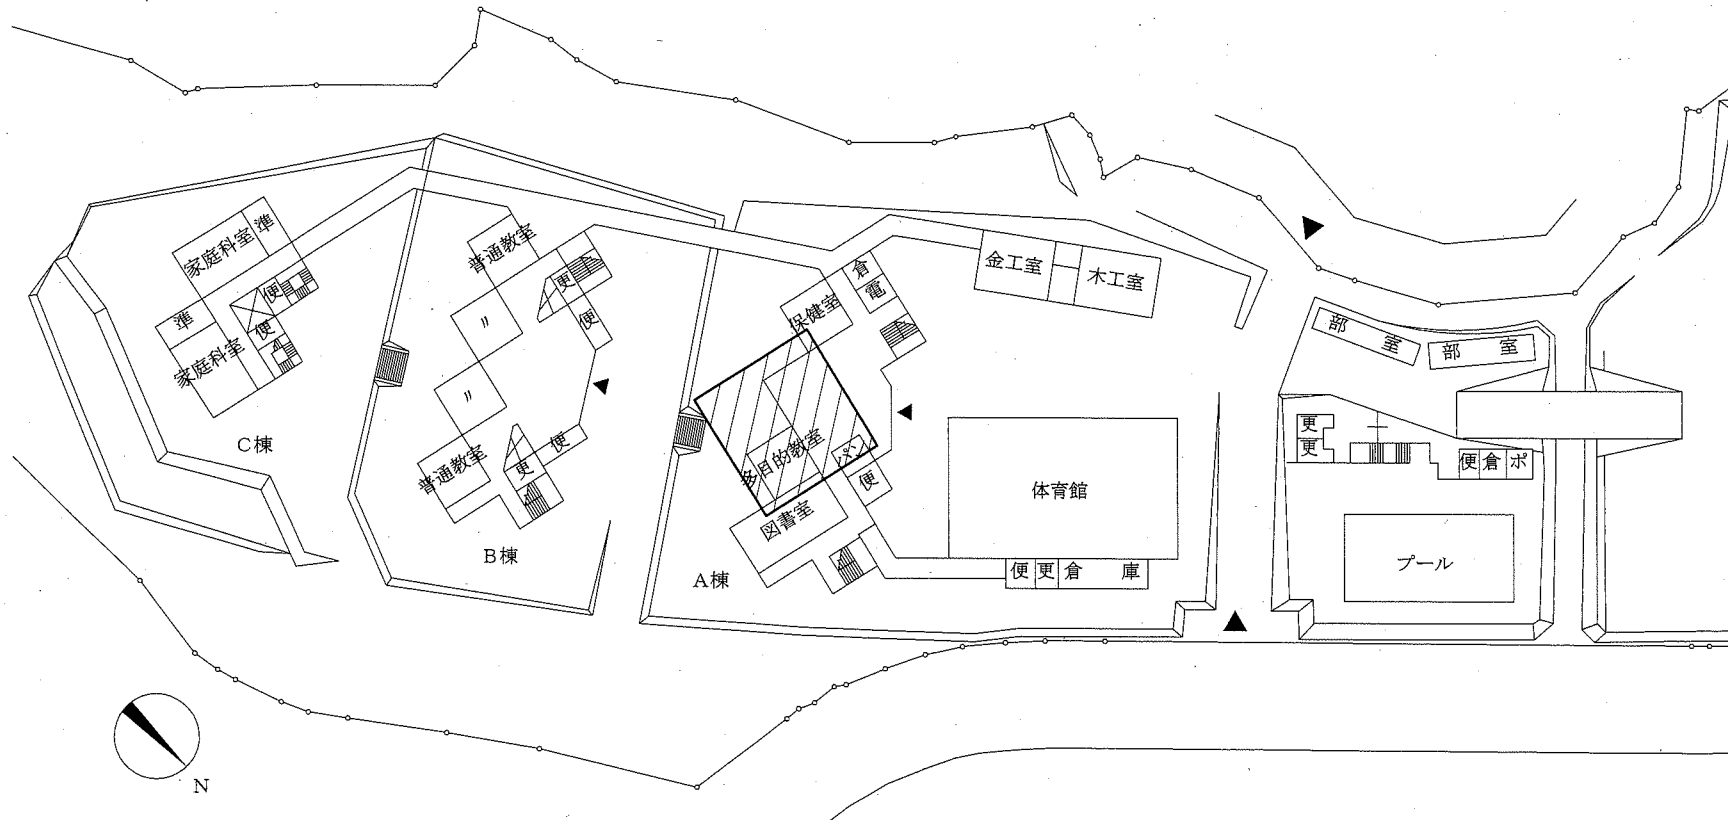 家庭科室
準
便
準
便
家庭科室
C棟
普通教室
更
便
〃
〃
普通教室
便
更
B棟
倉
電
保健室
多目的教室
パン
便
図書室
A棟
金工室
木工室
体育館
便
更
倉 庫
部 室
部 室
更
更
便
倉
ポ
プール
N